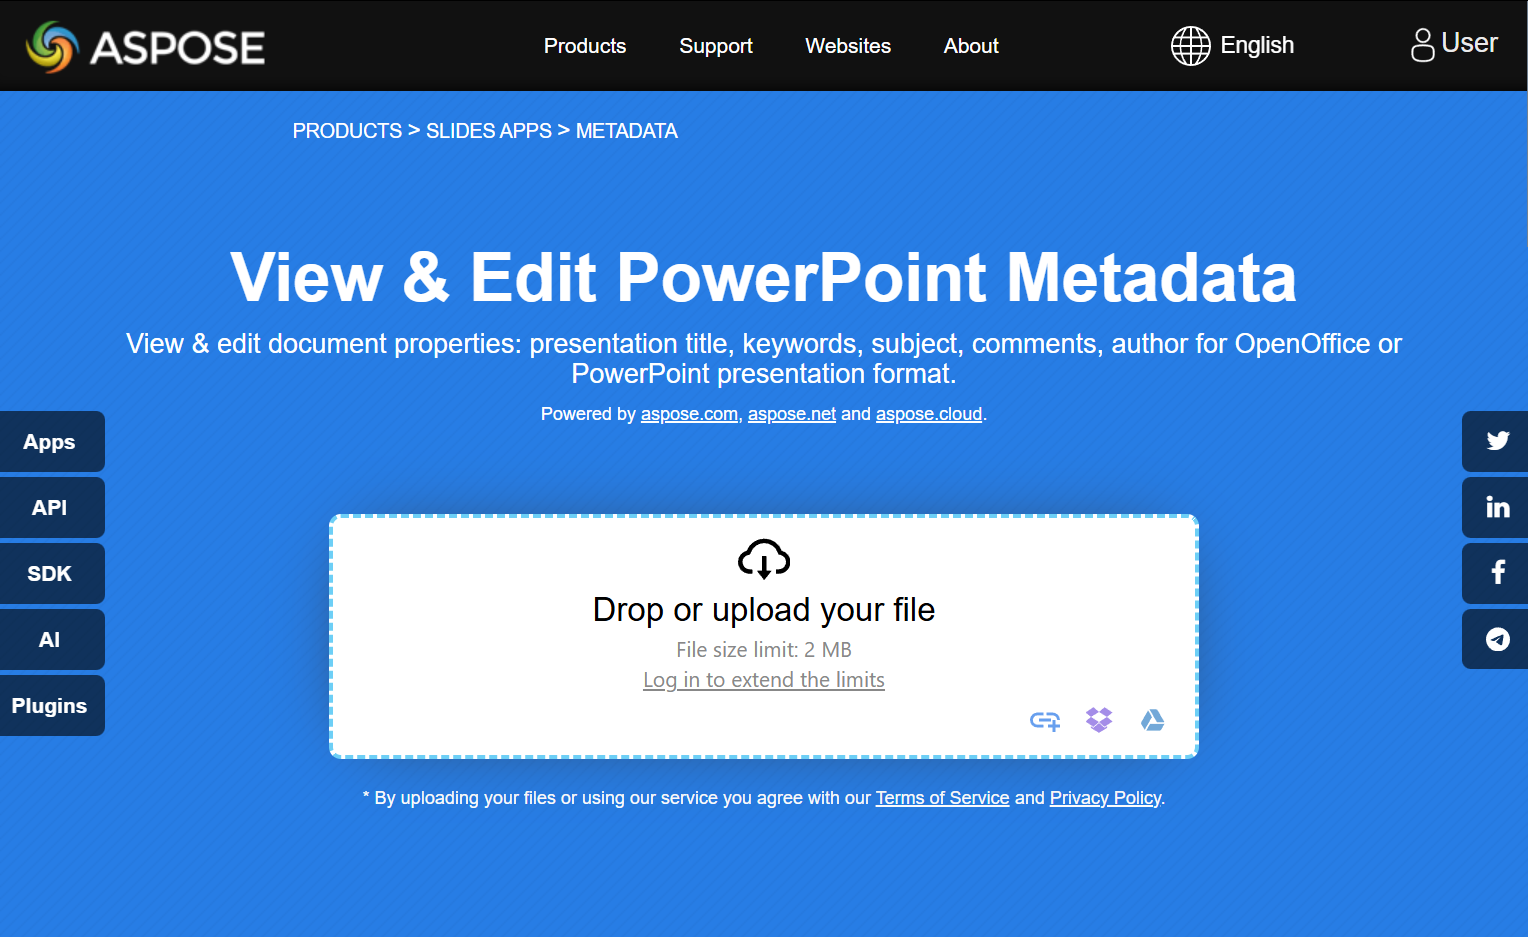 ASPOSE
Products Support Websites About English User
PRODUCTS > SLIDES APPS > METADATA
View & Edit PowerPoint Metadata
View & edit document properties: presentation title, keywords, subject, comments, author for OpenOffice or
PowerPoint presentation format.
Powered by aspose.com, aspose.net and aspose.cloud.
Apps
API
SDK
AI
Plugins
Drop or upload your file
File size limit: 2 MB
Log in to extend the limits
* By uploading your files or using our service you agree with our Terms of Service and Privacy Policy.